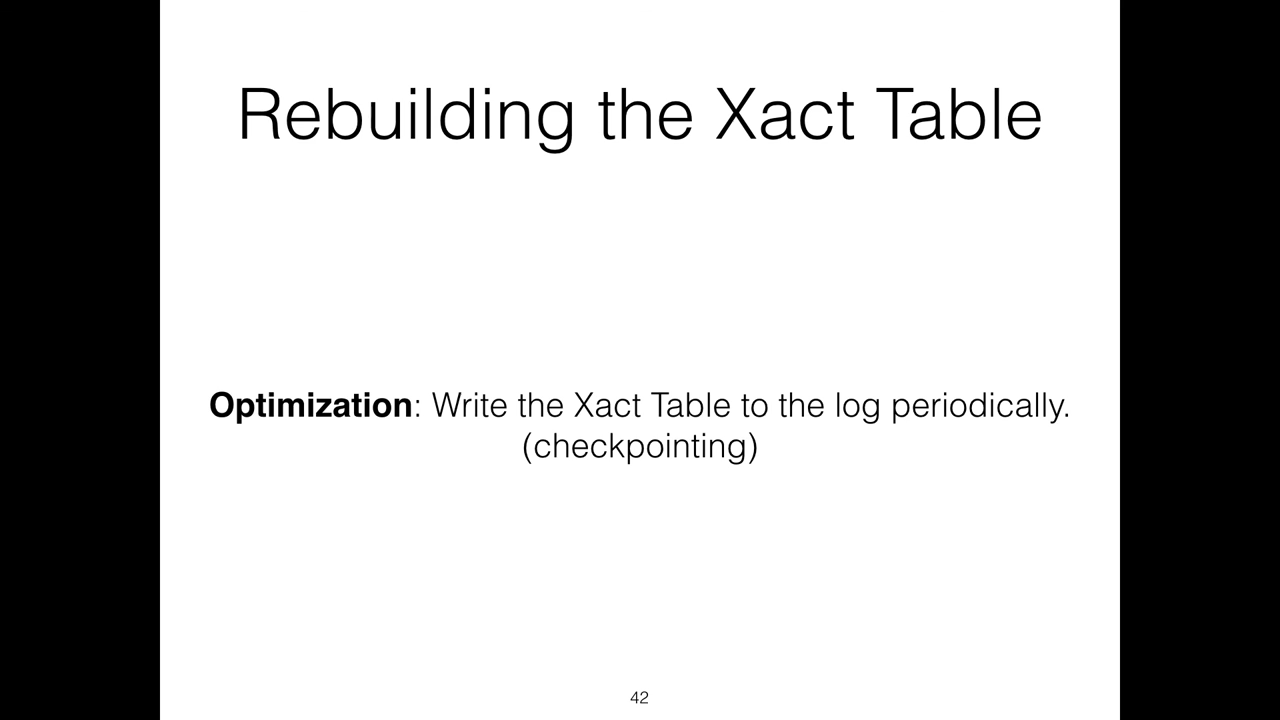 Rebuilding the Xact Table
Optimization: Write the Xact Table to the log periodically.
(checkpointing)
42